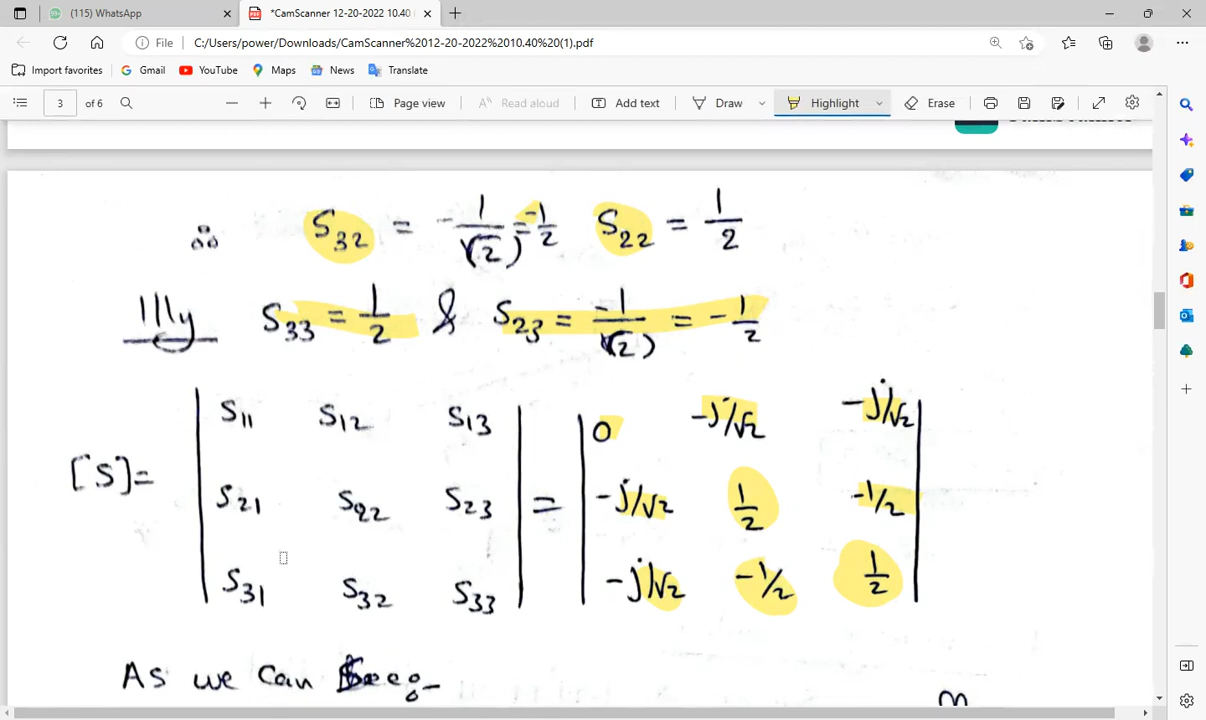 (115) WhatsApp
*CamScanner 12-20-2022 10.40
File C:/Users/power/Downloads/CamScanner%2012-20-2022%2010.40%20(1).pdf
Import favorites Gmail YouTube Maps News Translate
3 of 6 Page view Read aloud Add text Draw Highlight Erase
∴ S32 = -1/(√2) = -1/2 S22 = 1/2
Illly S33 = 1/2 & S23 = -1/(√2) = -1/2
S11 S12 S13 0 -j/√2 -j/√2
[S]= S21 S22 S23 = -j/√2 1/2 -1/2
S31 S32 S33 -j/√2 -1/2 1/2
As we can